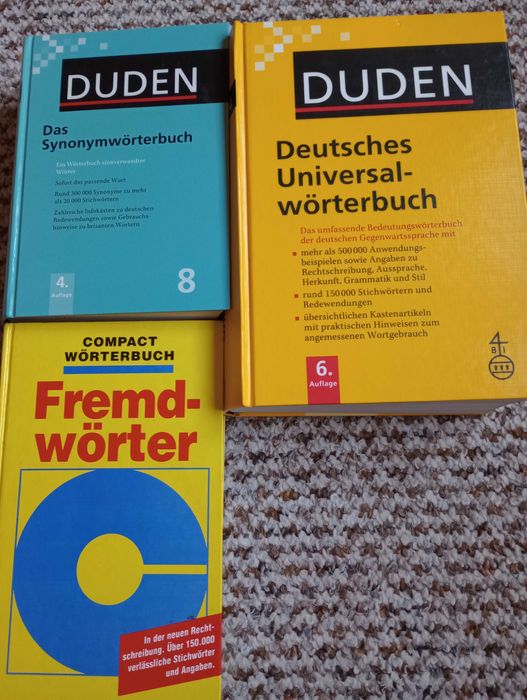 DUDEN
Das
Synonymwörterbuch
Ein Wörterbuch sinnverwandter
Wörter
Sofort das passende Wort
Rund 300 000 Synonyme zu mehr
als 20 000 Stichwörtern
Zahlreiche Infokästen zu deutschen
Redewendungen sowie Gebrauchs-
hinweise zu brisanten Wörtern
4.
Auflage
8
DUDEN
Deutsches
Universal-
wörterbuch
Das umfassende Bedeutungswörterbuch
der deutschen Gegenwartssprache mit
mehr als 500 000 Anwendungs-
beispielen sowie Angaben zu
Rechtschreibung, Aussprache,
Herkunft, Grammatik und Stil
rund 150 000 Stichwörtern und
Redewendungen
übersichtlichen Kastenartikeln
mit praktischen Hinweisen zum
angemessenen Wortgebrauch
6.
Auflage
B I
COMPACT
WÖRTERBUCH
Fremd-
wörter
In der neuen Recht-
schreibung. Über 150.000
verlässliche Stichwörter
und Angaben.